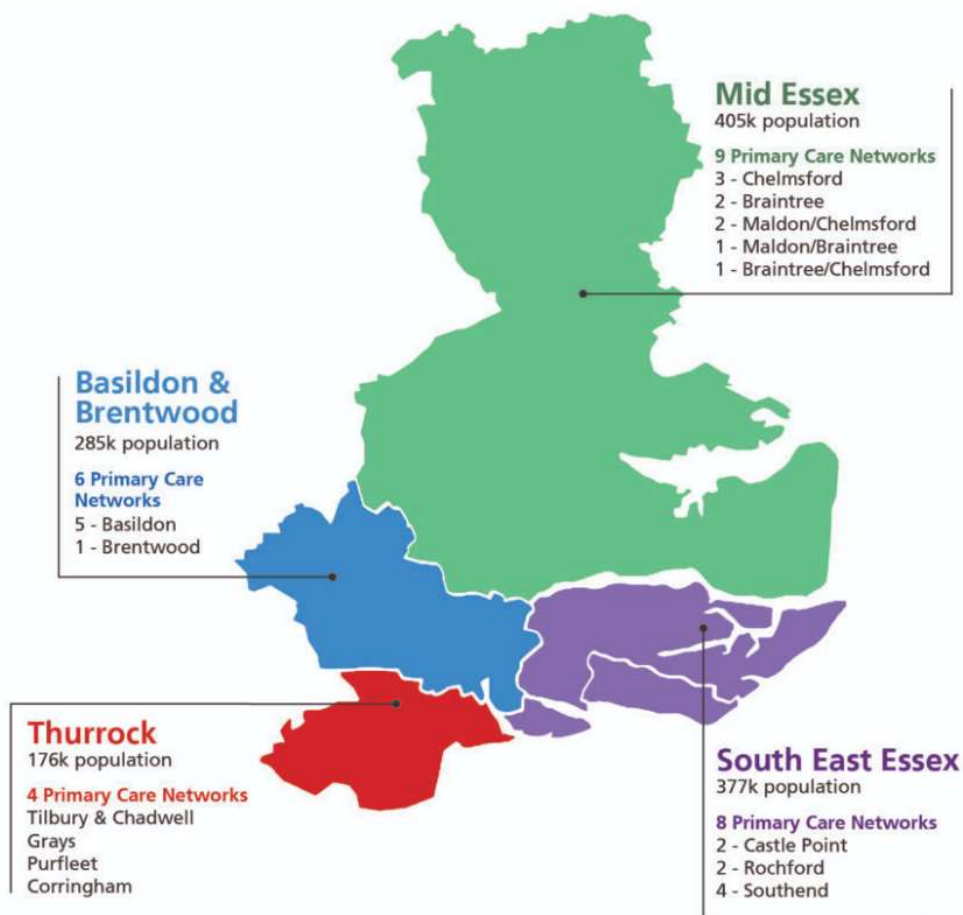 Mid Essex
405k population
9 Primary Care Networks
3 - Chelmsford
2 - Braintree
2 - Maldon/Chelmsford
1 - Maldon/Braintree
1 - Braintree/Chelmsford
Basildon &
Brentwood
285k population
6 Primary Care
Networks
5 - Basildon
1 - Brentwood
Thurrock
176k population
4 Primary Care Networks
Tilbury & Chadwell
Grays
Purfleet
Corringham
South East Essex
377k population
8 Primary Care Networks
2 - Castle Point
2 - Rochford
4 - Southend